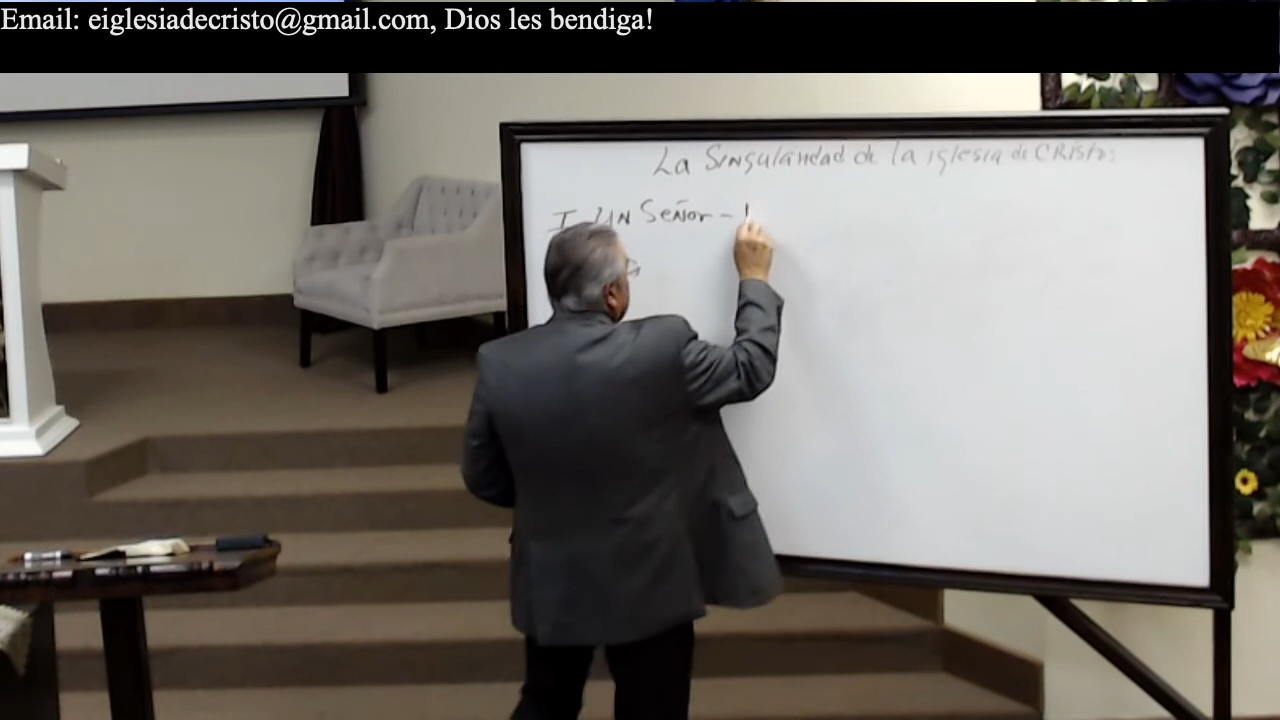 Email: eiglesiadecristo@gmail.com, Dios les bendiga!
La Singularidad de La iglesia de CRisto:
I. UN Señor -